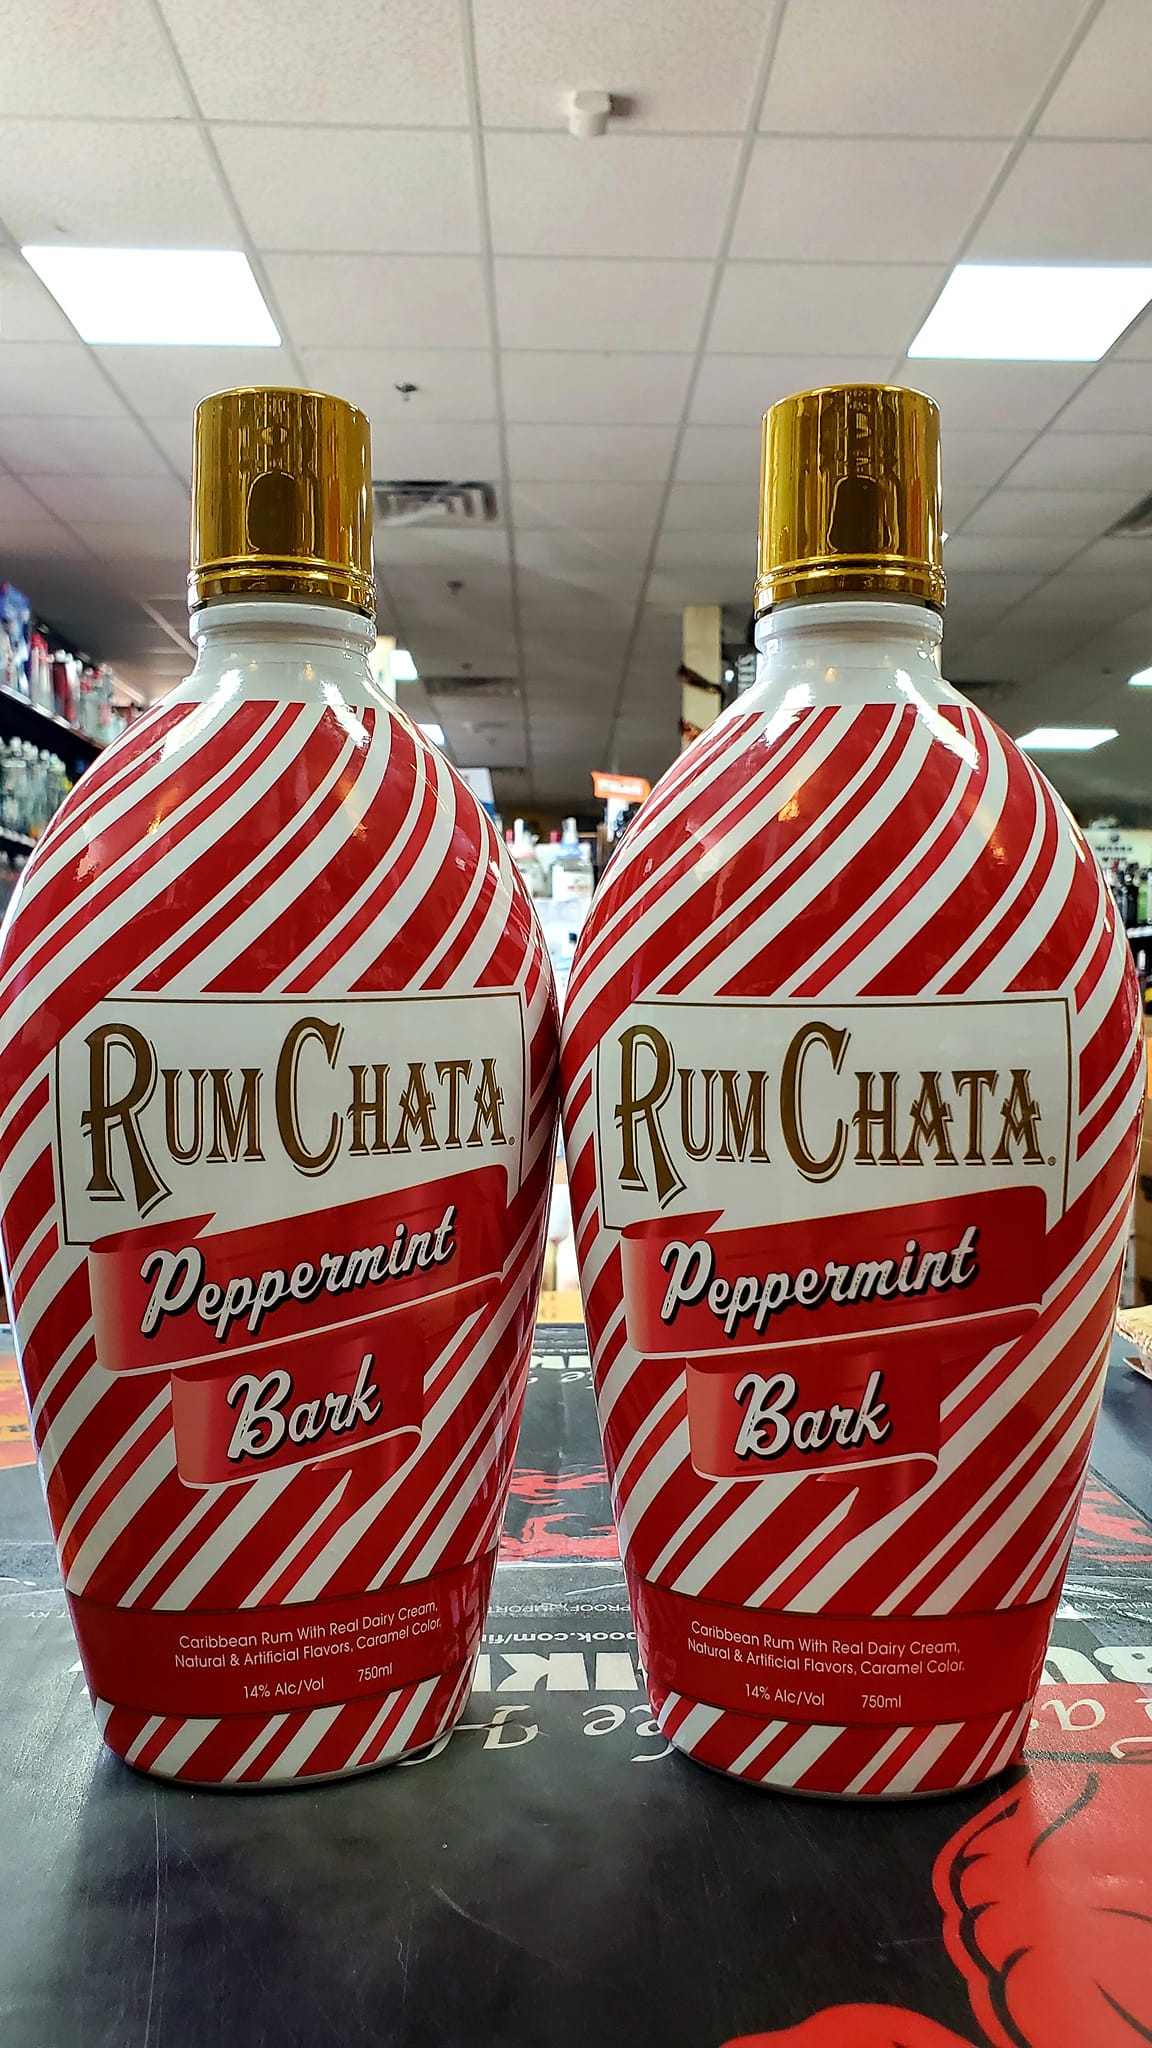 RUMCHATA
Peppermint
Bark
Caribbean Rum With Real Dairy Cream,
Natural & Artificial Flavors, Caramel Color.
14% Alc/Vol 750ml
RUMCHATA®
Peppermint
Bark
Caribbean Rum With Real Dairy Cream,
Natural & Artificial Flavors, Caramel Color.
14% Alc/Vol 750ml